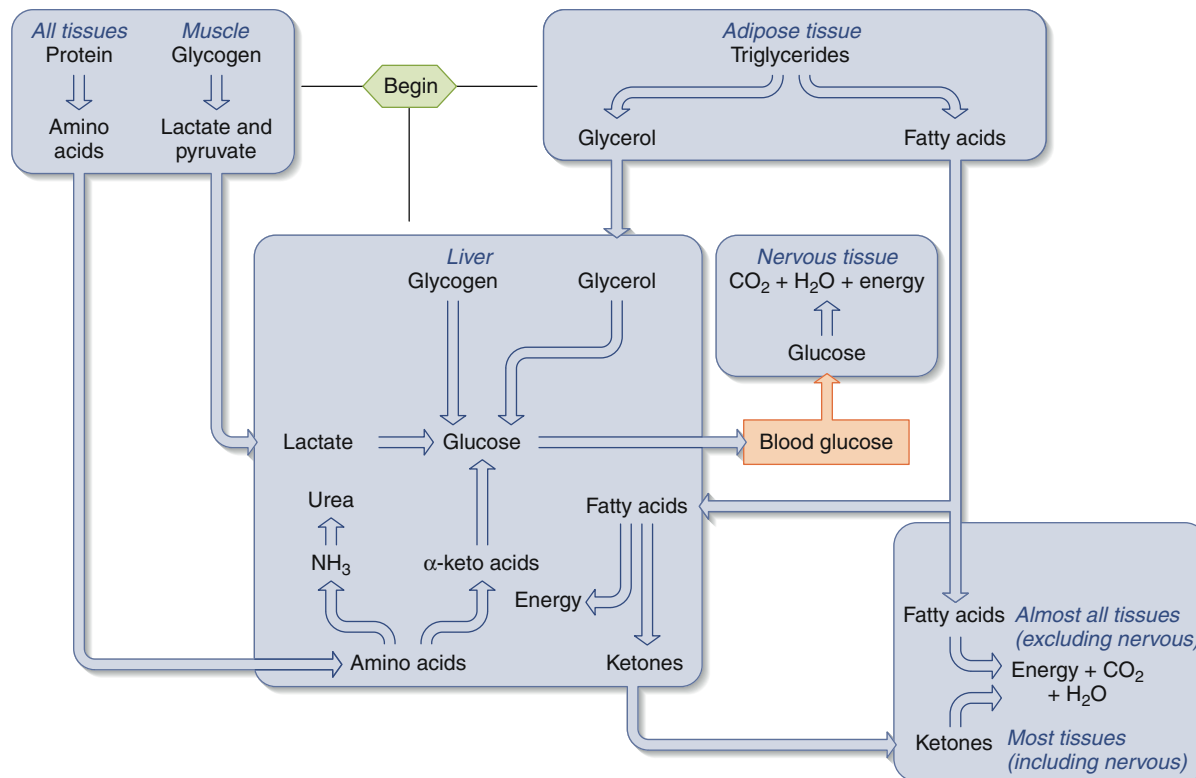 All tissues
Protein
Amino
acids
Muscle
Glycogen
Lactate and
pyruvate
Begin
Adipose tissue
Triglycerides
Glycerol
Fatty acids
Liver
Glycogen
Glycerol
Lactate
Glucose
Urea
NH₃
α-keto acids
Amino acids
Fatty acids
Energy
Ketones
Nervous tissue
CO₂ + H₂O + energy
Glucose
Blood glucose
Fatty acids
Almost all tissues
(excluding nervous)
Energy + CO₂
+ H₂O
Ketones
Most tissues
(including nervous)